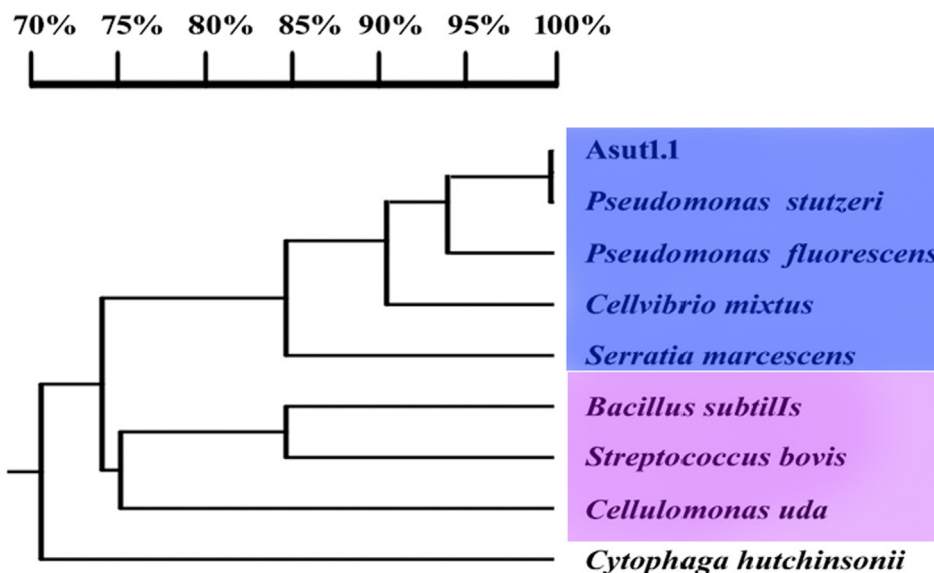 70% 75% 80% 85% 90% 95% 100%
Asut1.1
Pseudomonas stutzeri
Pseudomonas fluorescens
Cellvibrio mixtus
Serratia marcescens
Bacillus subtilIs
Streptococcus bovis
Cellulomonas uda
Cytophaga hutchinsonii